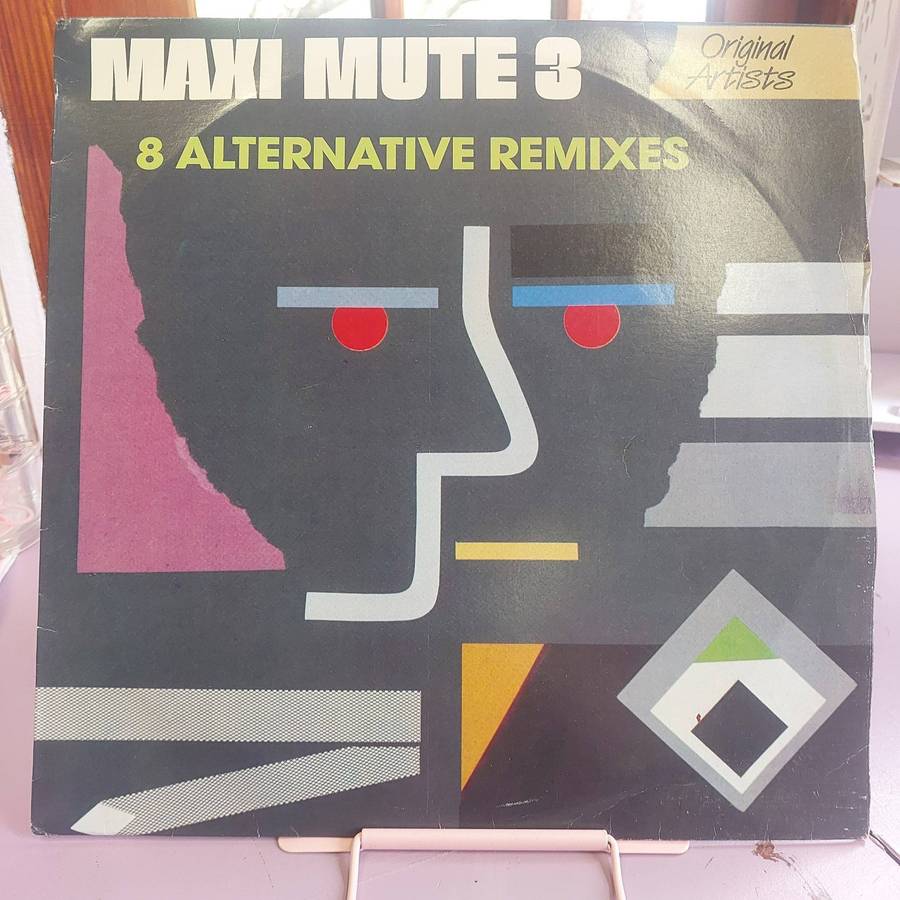 MAXI MUTE 3
Original
Artists
8 ALTERNATIVE REMIXES